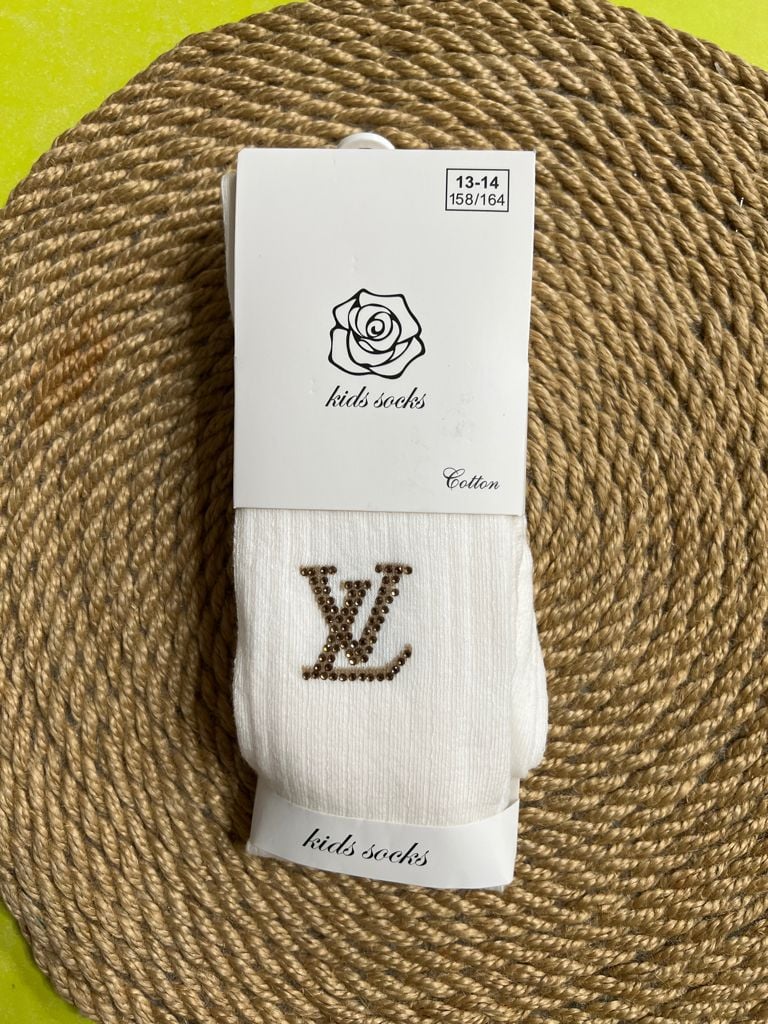 13-14
158/164
kids socks
Cotton
LV
kids socks